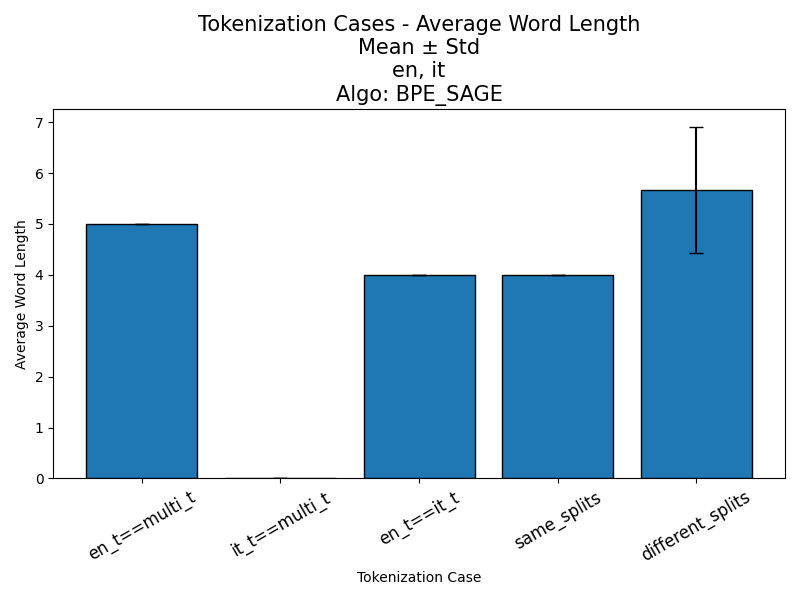 Tokenization Cases - Average Word Length
Mean ± Std
en, it
Algo: BPE_SAGE
7
6
5
4
3
2
1
0
Average Word Length
en_t==multi_t
it_t==multi_t
en_t==it_t
same_splits
different_splits
Tokenization Case